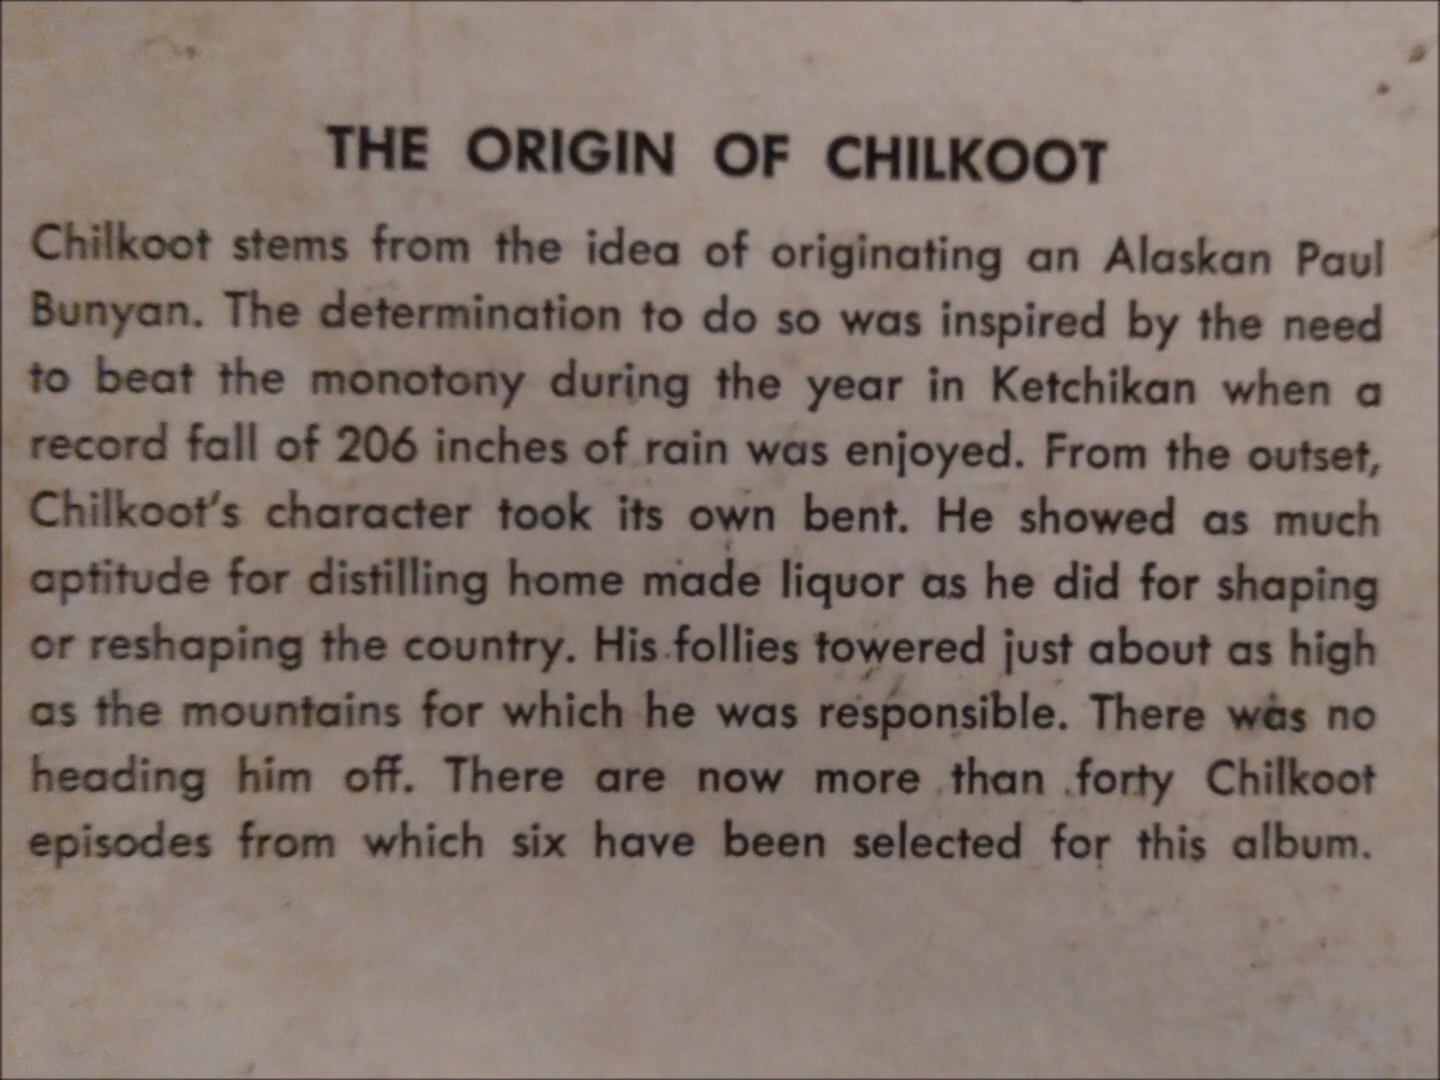 THE ORIGIN OF CHILKOOT
Chilkoot stems from the idea of originating an Alaskan Paul
Bunyan. The determination to do so was inspired by the need
to beat the monotony during the year in Ketchikan when a
record fall of 206 inches of rain was enjoyed. From the outset,
Chilkoot's character took its own bent. He showed as much
aptitude for distilling home made liquor as he did for shaping
or reshaping the country. His follies towered just about as high
as the mountains for which he was responsible. There was no
heading him off. There are now more than forty Chilkoot
episodes from which six have been selected for this album.